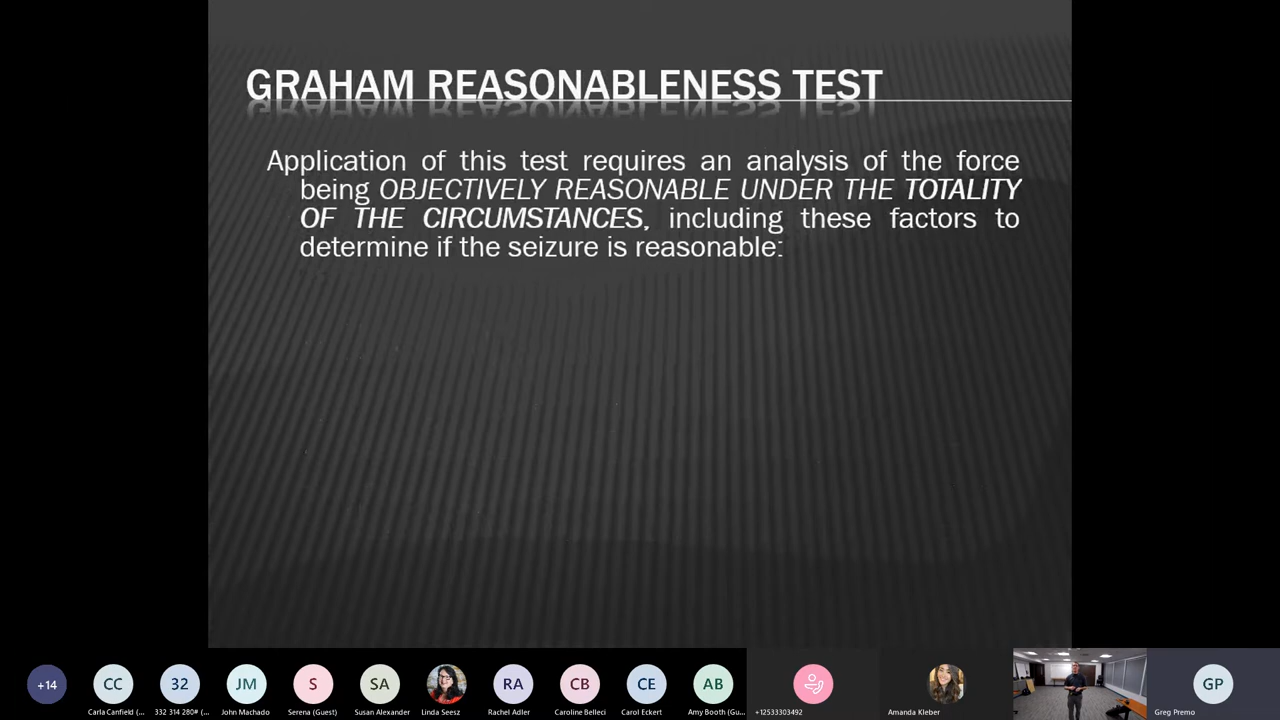 GRAHAM REASONABLENESS TEST
Application of this test requires an analysis of the force
being OBJECTIVELY REASONABLE UNDER THE TOTALITY
OF THE CIRCUMSTANCES, including these factors to
determine if the seizure is reasonable:
+14
CC
32
JM
S
SA
RA
CB
CE
AB
GP
Carla Canfield (...
332 314 280# (...
John Machado
Serena (Guest)
Susan Alexander
Linda Seesz
Rachel Adler
Caroline Belleci
Carol Eckert
Amy Booth (Gu...
+12533303492
Amanda Kleber
Greg Premo